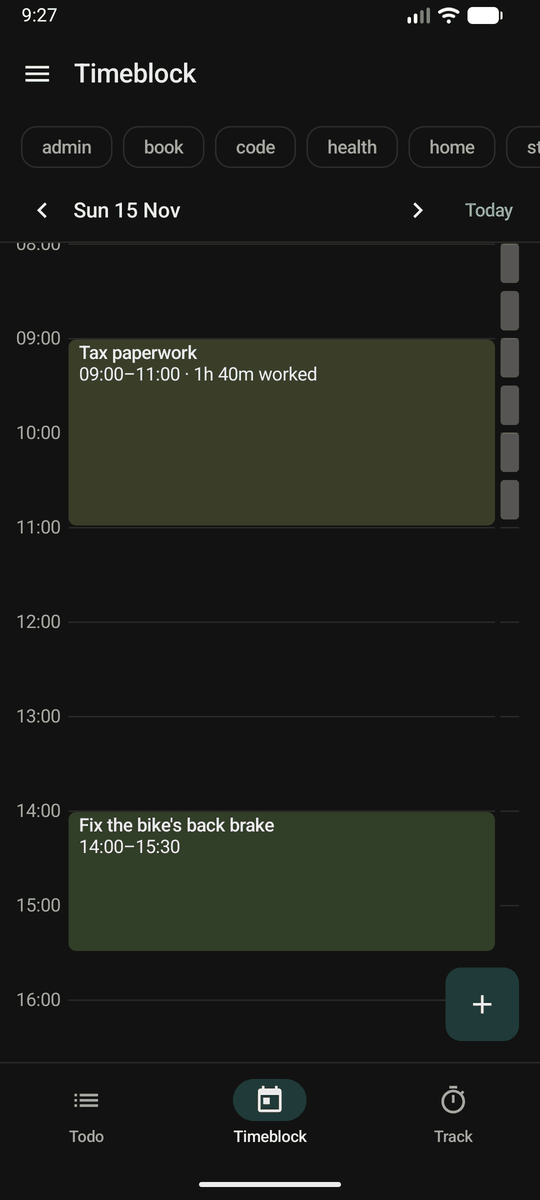 9:27
Timeblock
admin
book
code
health
home
Sun 15 Nov
Today
08:00
09:00
Tax paperwork
09:00–11:00 · 1h 40m worked
10:00
11:00
12:00
13:00
14:00
Fix the bike's back brake
14:00–15:30
15:00
16:00
Todo
Timeblock
Track